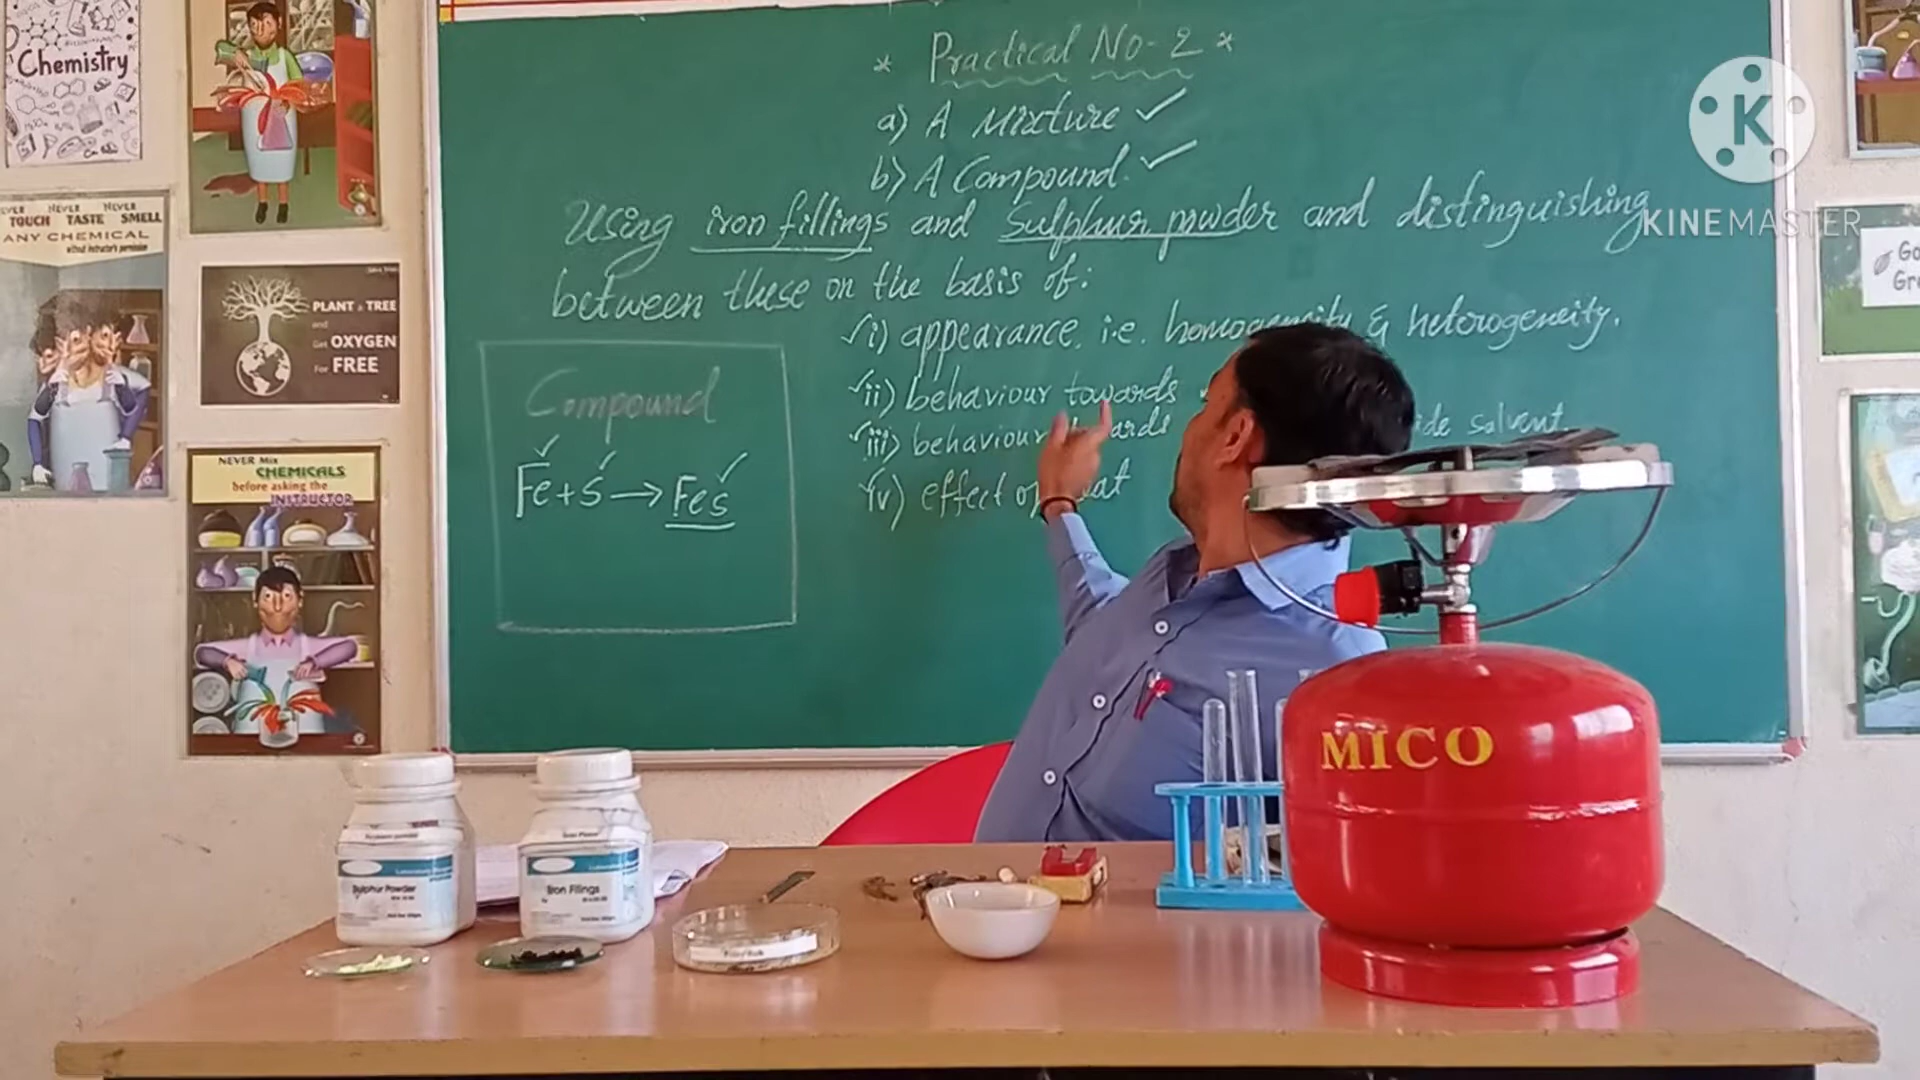 * Practical No-2 *
a) A Mixture ✓
b) A Compound. ✓
Using iron fillings and Sulphur powder and distinguishing
between these on the basis of:
✓i) appearance, i.e. homogeneity & heterogeneity.
✓ii) behaviour towards
✓iii) behaviour solvent.
iv) effect of
Compound
Fe + S → Fes
Chemistry
NEVER NEVER NEVER
TOUCH TASTE SMELL
ANY CHEMICAL
without instructor's permission
PLANT a TREE
and
Get OXYGEN
For FREE
NEVER Mix
CHEMICALS
before asking the
INSTRUCTOR
K
KINEMASTER
Sulphur Powder
Iron Filings
MICO